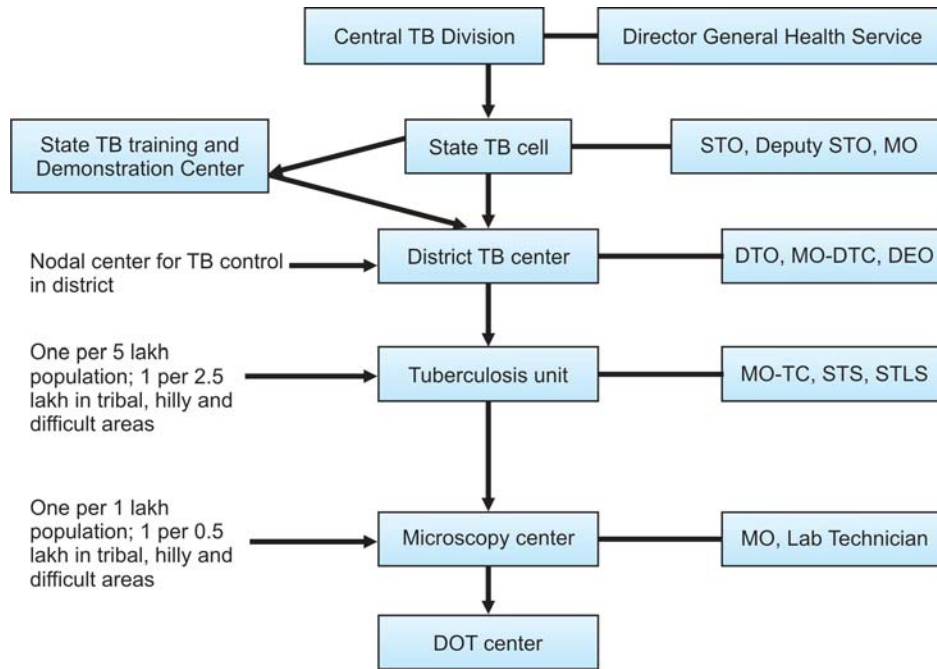 Central TB Division
Director General Health Service
State TB training and
Demonstration Center
State TB cell
STO, Deputy STO, MO
Nodal center for TB control
in district
District TB center
DTO, MO-DTC, DEO
One per 5 lakh
population; 1 per 2.5
lakh in tribal, hilly and
difficult areas
Tuberculosis unit
MO-TC, STS, STLS
One per 1 lakh
population; 1 per 0.5
lakh in tribal, hilly and
difficult areas
Microscopy center
MO, Lab Technician
DOT center